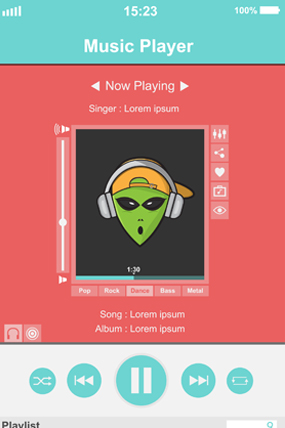 15:23
100%
Music Player
Now Playing
Singer : Lorem ipsum
1:30
Pop Rock Dance Bass Metal
Song : Lorem ipsum
Album : Lorem ipsum
Playlist